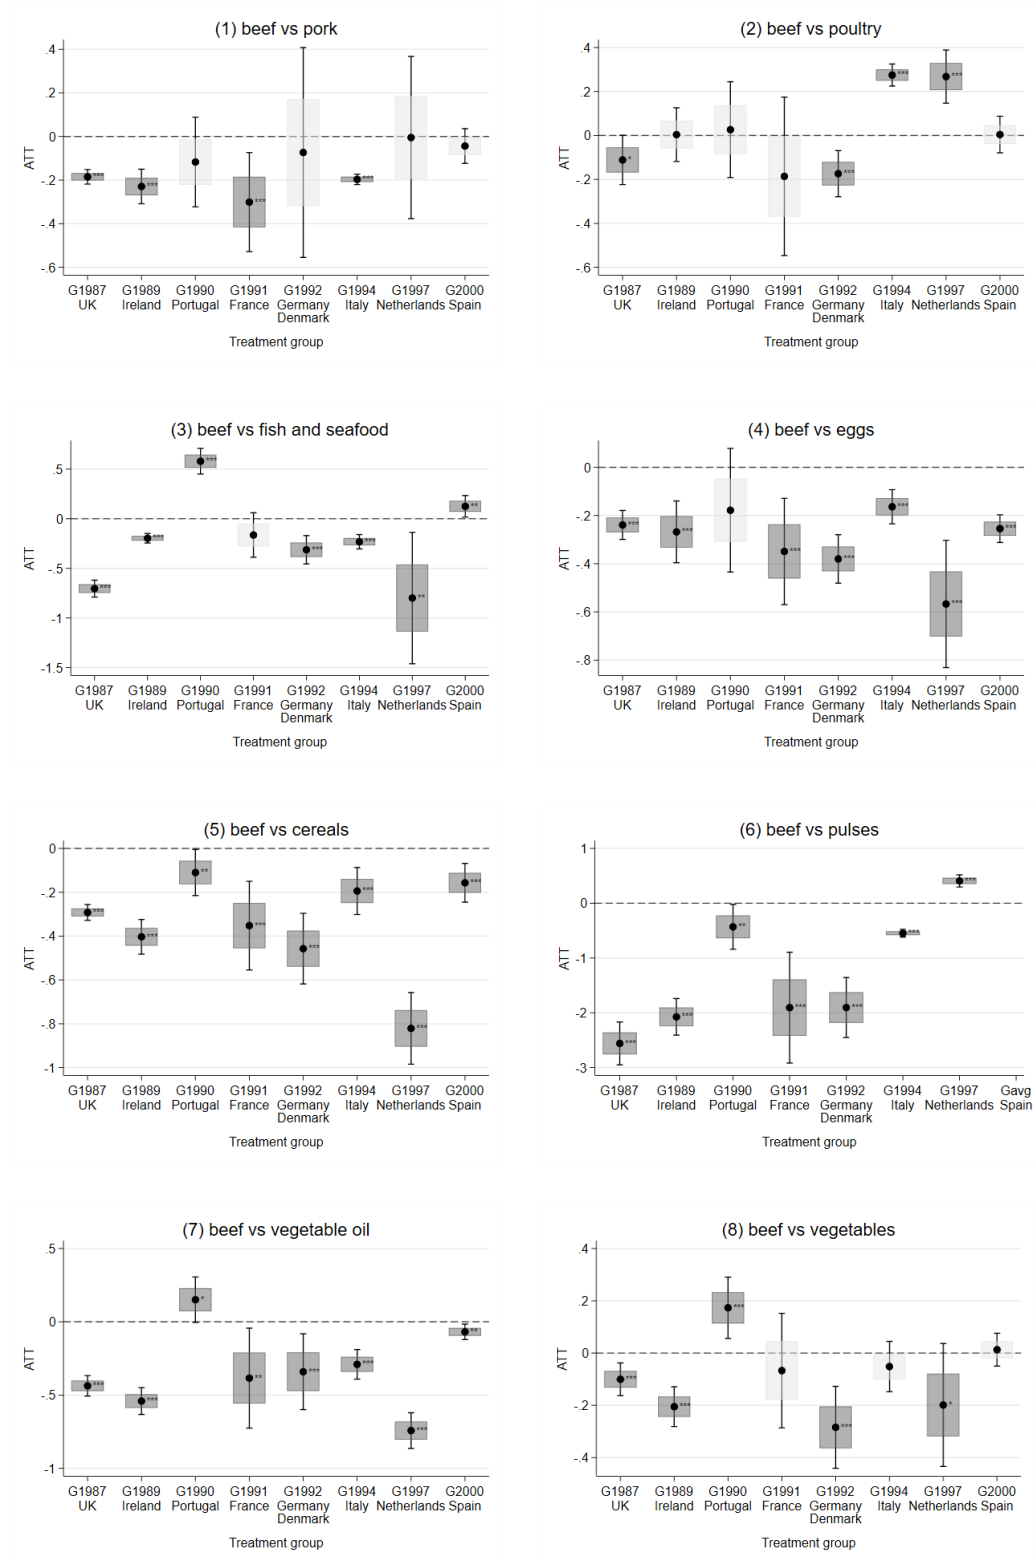 (1) beef vs pork
ATT
.4
.2
0
-.2
-.4
-.6
G1987 G1989 G1990 G1991 G1992 G1994 G1997 G2000
UK Ireland Portugal France Germany Italy Netherlands Spain
Denmark
*** *** *** ***
Treatment group
(2) beef vs poultry
ATT
.4
.2
0
-.2
-.4
-.6
* *** *** ***
G1987 G1989 G1990 G1991 G1992 G1994 G1997 G2000
UK Ireland Portugal France Germany Italy Netherlands Spain
Denmark
Treatment group
(3) beef vs fish and seafood
ATT
.5
0
-.5
-1
-1.5
*** *** *** *** *** ** **
G1987 G1989 G1990 G1991 G1992 G1994 G1997 G2000
UK Ireland Portugal France Germany Italy Netherlands Spain
Denmark
Treatment group
(4) beef vs eggs
ATT
0
-.2
-.4
-.6
-.8
*** *** *** *** *** *** ***
G1987 G1989 G1990 G1991 G1992 G1994 G1997 G2000
UK Ireland Portugal France Germany Italy Netherlands Spain
Denmark
Treatment group
(5) beef vs cereals
ATT
0
-.2
-.4
-.6
-.8
-1
*** *** ** *** *** *** *** ***
G1987 G1989 G1990 G1991 G1992 G1994 G1997 G2000
UK Ireland Portugal France Germany Italy Netherlands Spain
Denmark
Treatment group
(6) beef vs pulses
ATT
1
0
-1
-2
-3
*** *** ** *** *** *** ***
G1987 G1989 G1990 G1991 G1992 G1994 G1997 Gavg
UK Ireland Portugal France Germany Italy Netherlands Spain
Denmark
Treatment group
(7) beef vs vegetable oil
ATT
.5
0
-.5
-1
*** *** * ** *** *** *** **
G1987 G1989 G1990 G1991 G1992 G1994 G1997 G2000
UK Ireland Portugal France Germany Italy Netherlands Spain
Denmark
Treatment group
(8) beef vs vegetables
ATT
.4
.2
0
-.2
-.4
*** *** *** *** *
G1987 G1989 G1990 G1991 G1992 G1994 G1997 G2000
UK Ireland Portugal France Germany Italy Netherlands Spain
Denmark
Treatment group